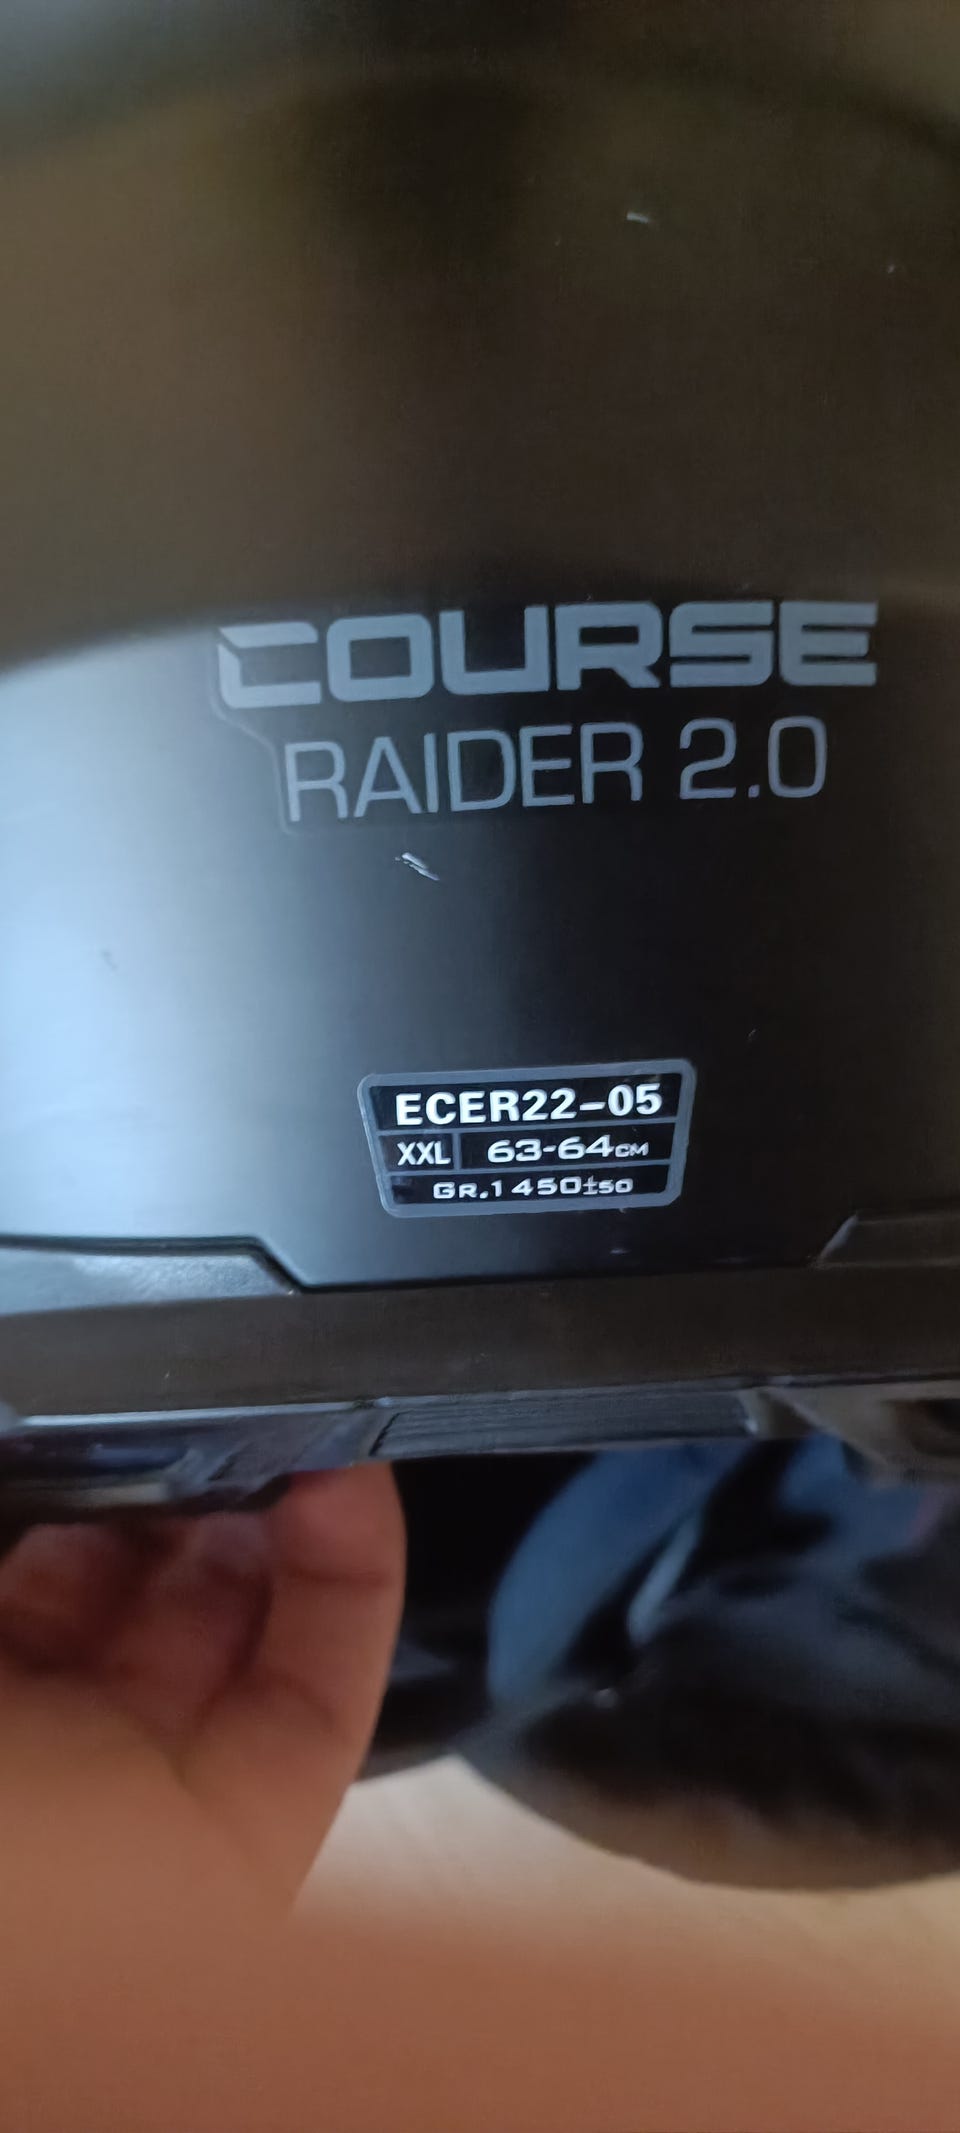 COURSE
RAIDER 2.0
ECER22-05
XXL 63-64CM
GR.1450±50